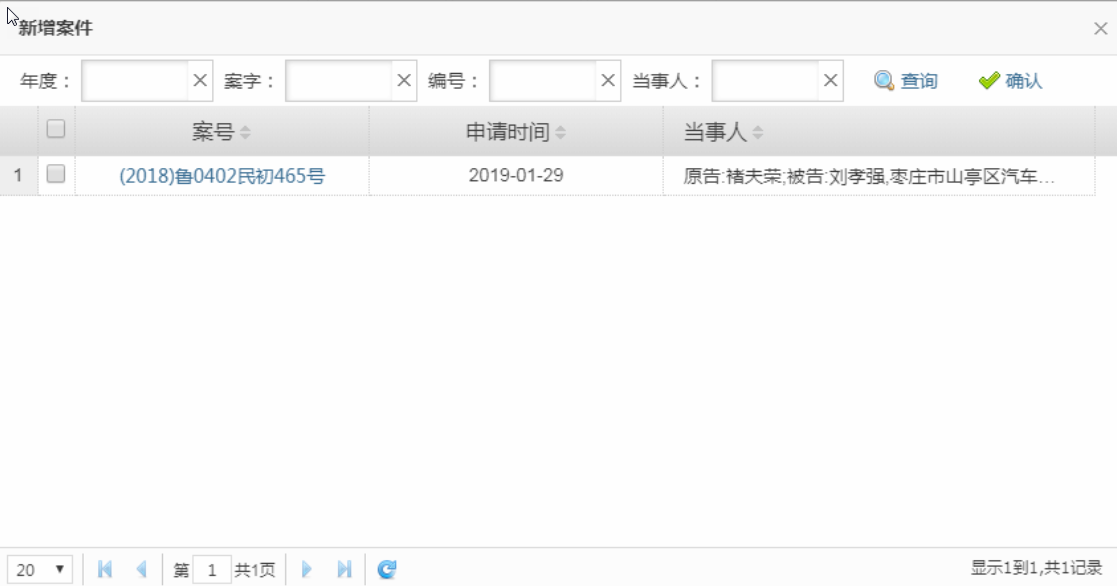 新增案件
年度： 案字： 编号： 当事人： 查询 确认
案号 申请时间 当事人
1 (2018)鲁0402民初465号 2019-01-29 原告:褚夫荣;被告:刘孝强,枣庄市山亭区汽车...
20 第 1 共1页 显示1到1,共1记录